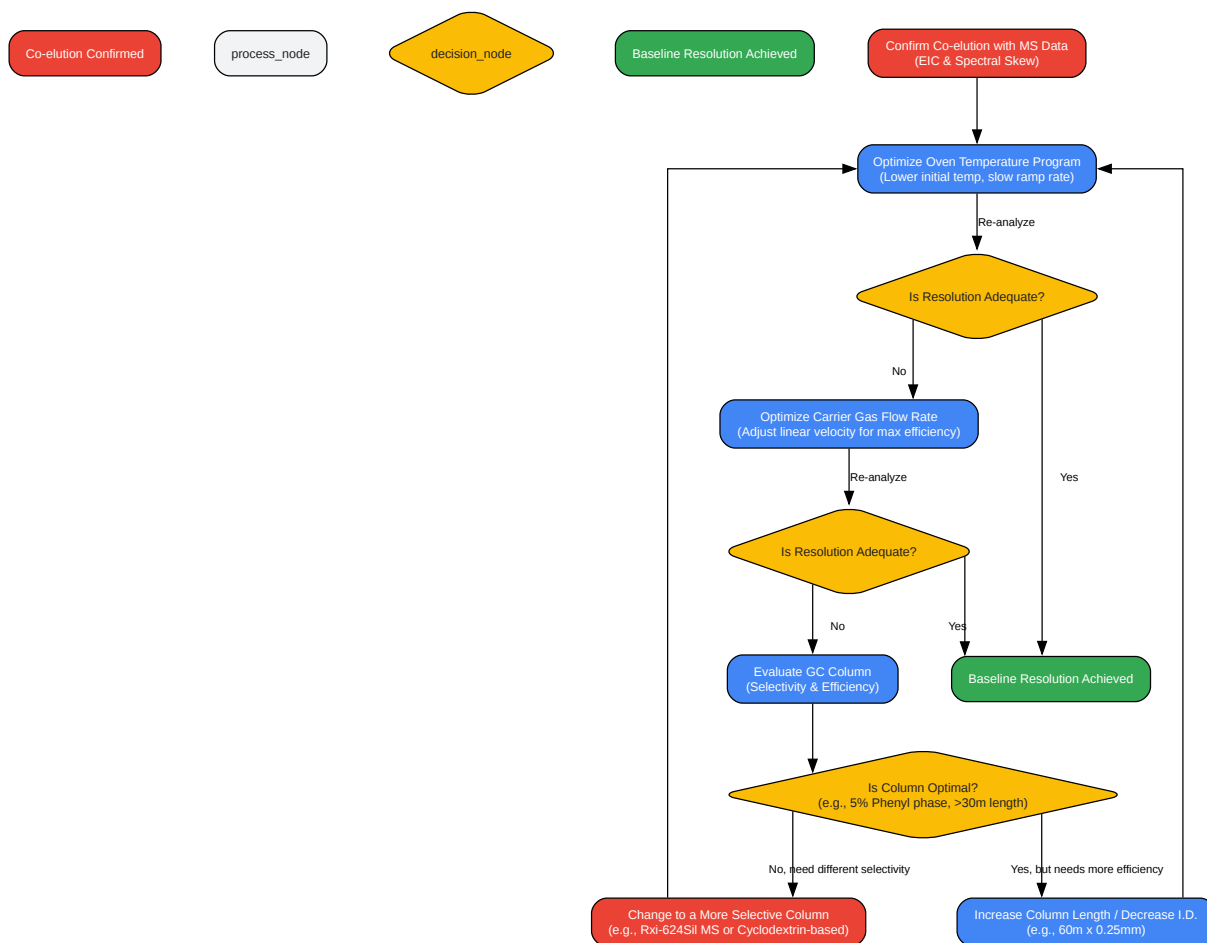 Co-elution Confirmed
process_node
decision_node
Baseline Resolution Achieved
Confirm Co-elution with MS Data
(EIC & Spectral Skew)
Optimize Oven Temperature Program
(Lower initial temp, slow ramp rate)
Re-analyze
Is Resolution Adequate?
No
Optimize Carrier Gas Flow Rate
(Adjust linear velocity for max efficiency)
Re-analyze
Yes
Is Resolution Adequate?
No
Yes
Evaluate GC Column
(Selectivity & Efficiency)
Baseline Resolution Achieved
Is Column Optimal?
(e.g., 5% Phenyl phase, >30m length)
No, need different selectivity
Yes, but needs more efficiency
Change to a More Selective Column
(e.g., Rxi-624Sil MS or Cyclodextrin-based)
Increase Column Length / Decrease I.D.
(e.g., 60m x 0.25mm)